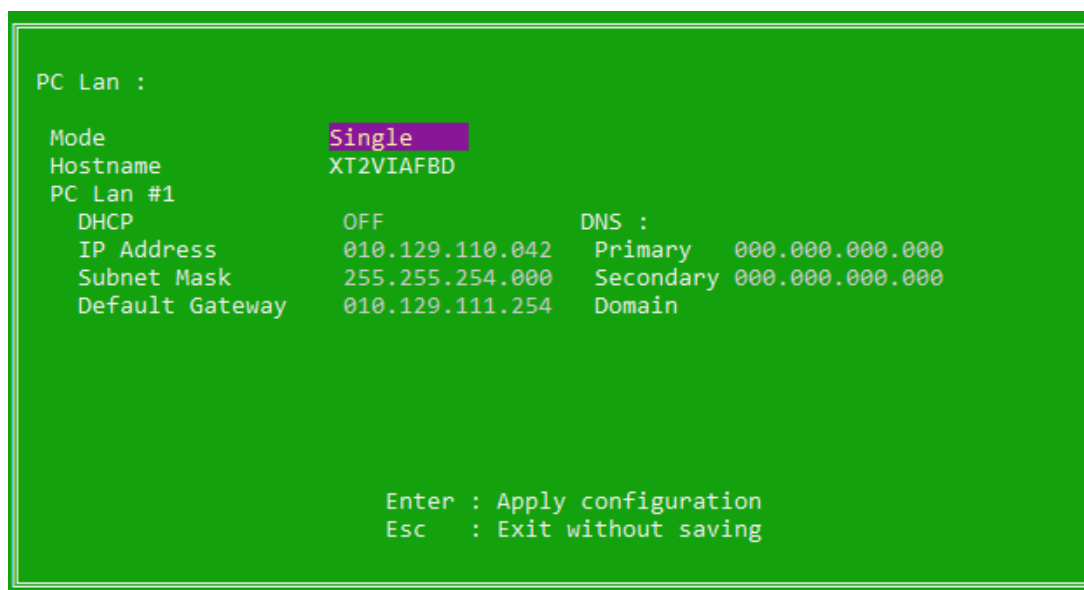 PC Lan :
Mode Single
Hostname XT2VIAFBD
PC Lan #1
DHCP OFF DNS :
IP Address 010.129.110.042 Primary 000.000.000.000
Subnet Mask 255.255.254.000 Secondary 000.000.000.000
Default Gateway 010.129.111.254 Domain
Enter : Apply configuration
Esc : Exit without saving